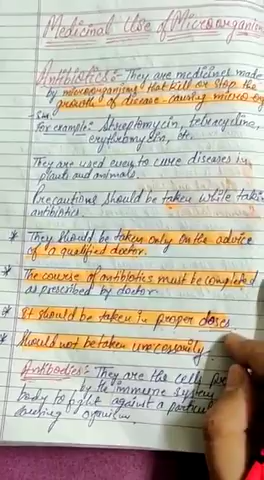 Medicinal Use of Microorganism
Antibiotics:- They are medicines made
by microorganisms that kill or stop the
growth of disease-causing micro-org
For example:- Streptomycin, tetracycline,
erythromycin, etc.
They are used even to cure diseases in
plants and animals.
Precautions should be taken while takin
antibiotics.
* They should be taken only on the advice
of a qualified doctor.
* The course of antibiotics must be completed
as prescribed by doctor.
* It should be taken in proper doses
* Should not be taken unnecessarily
Antibodies:- They are the cells
by the immune system
body to fight against a particul
causing organism.